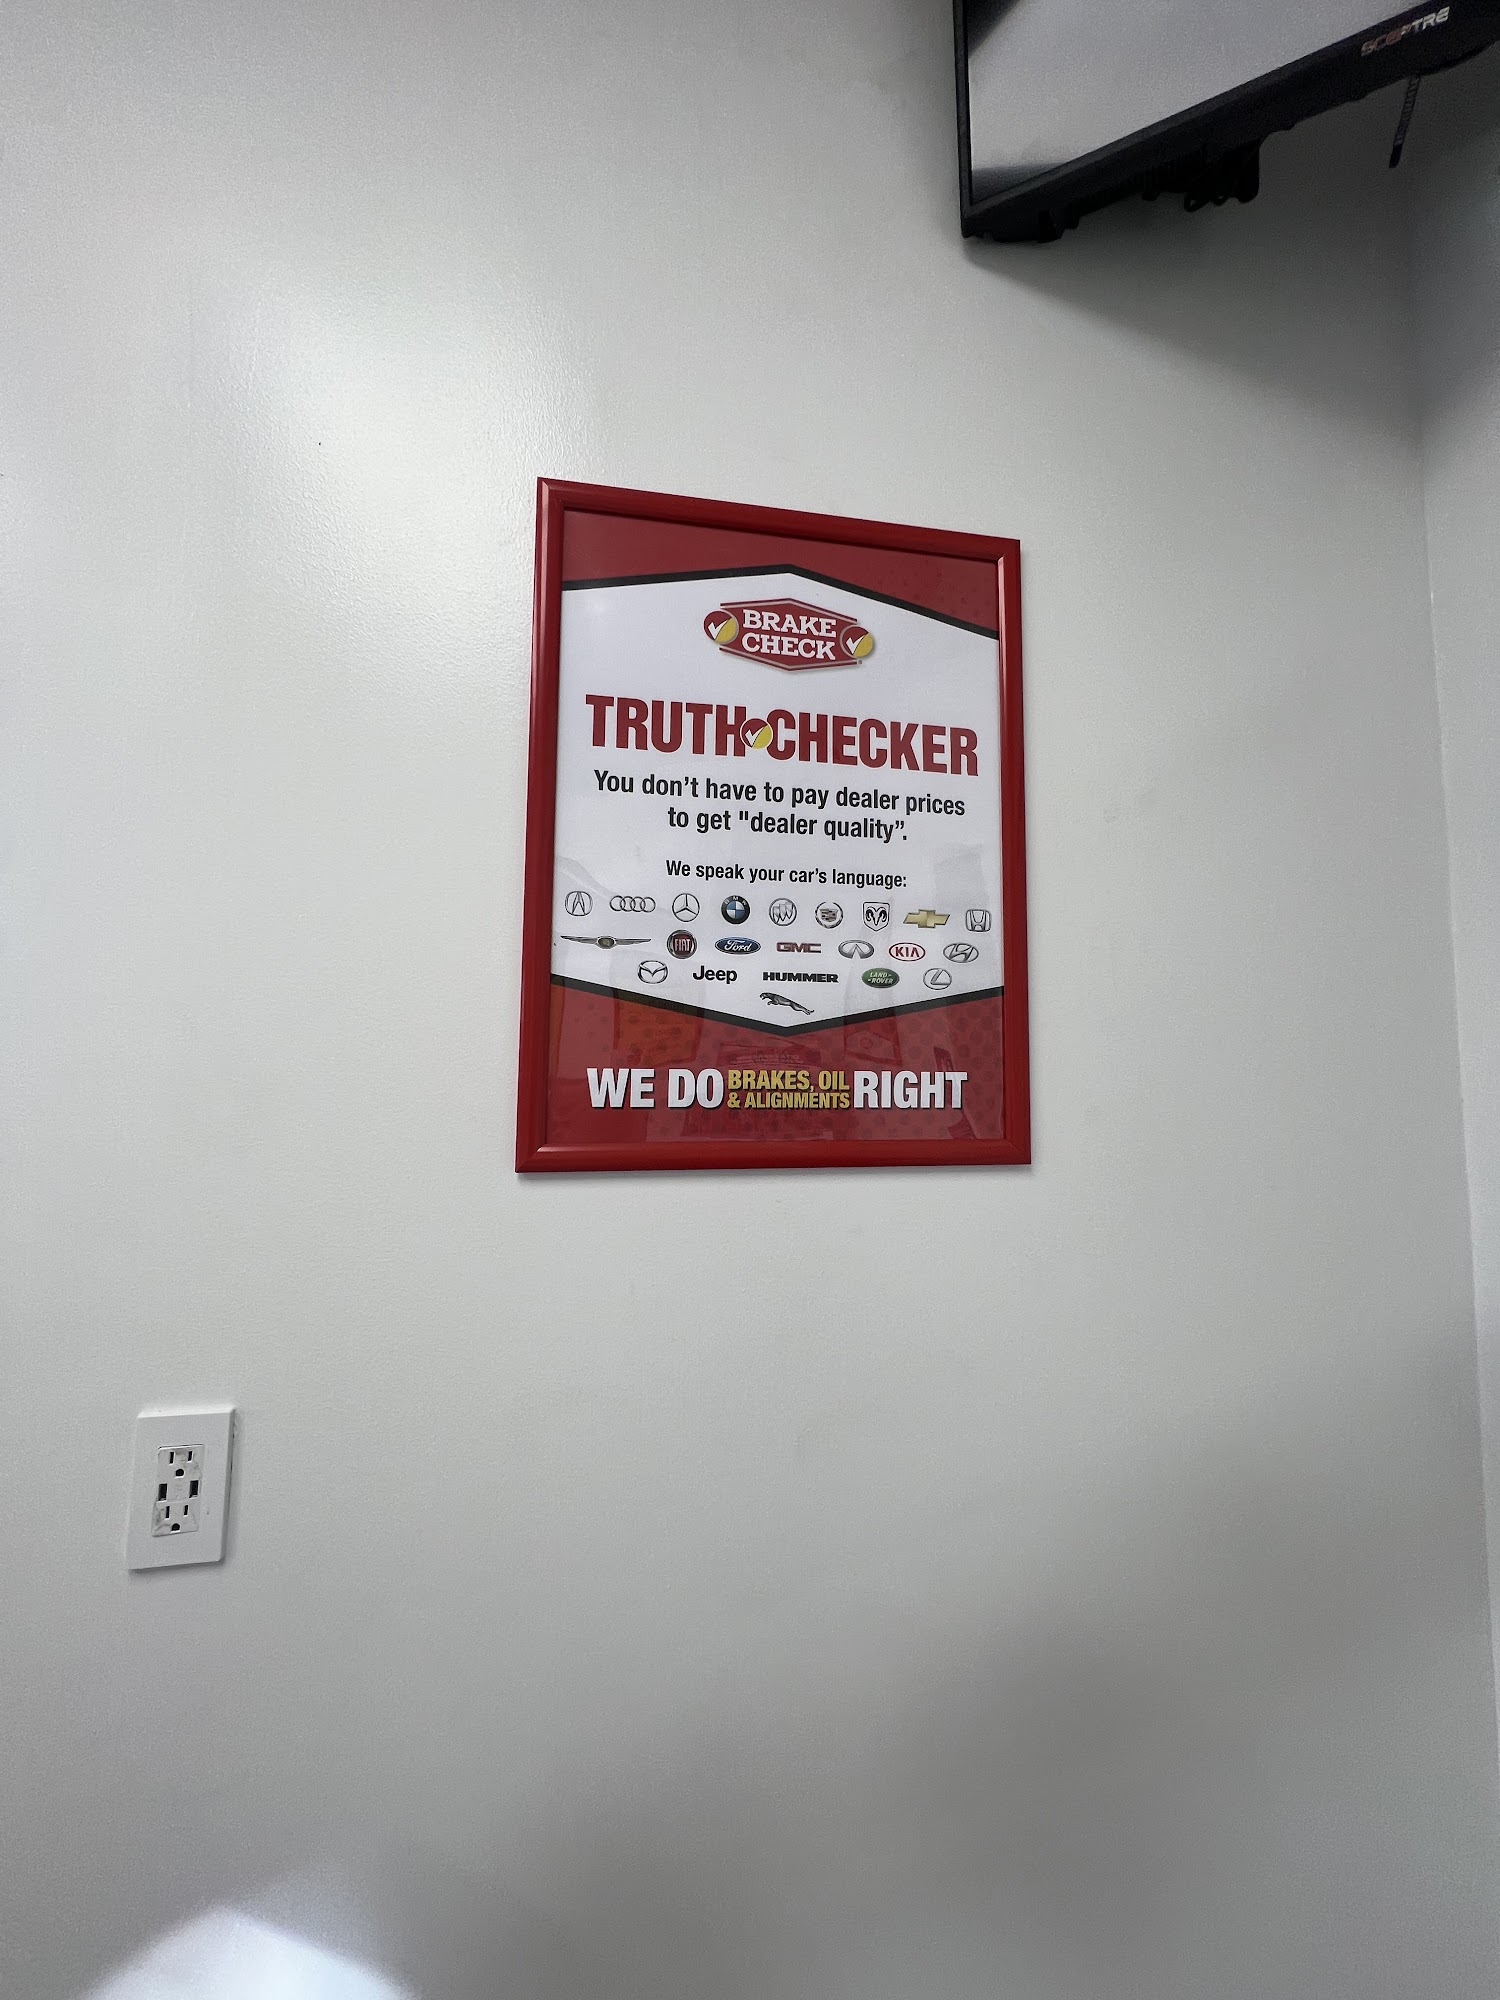 SCEPTRE
BRAKE
CHECK
TRUTH CHECKER
You don't have to pay dealer prices
to get "dealer quality”.
We speak your car's language:
FIAT Ford GMC KIA
Jeep HUMMER LAND-
-ROVER
WE DO BRAKES, OIL
& ALIGNMENTS RIGHT